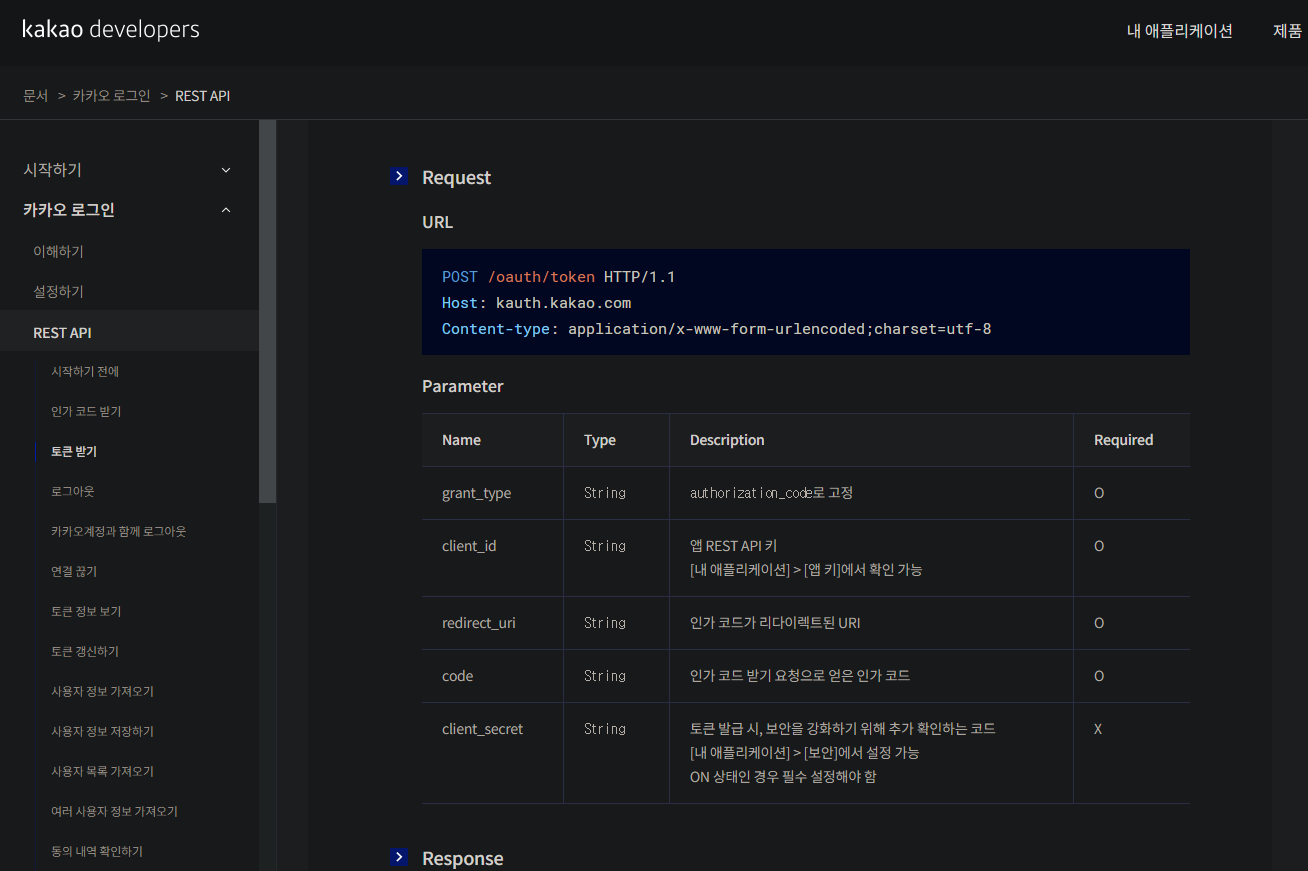 kakao developers
내 애플리케이션 제품
문서 > 카카오 로그인 > REST API
시작하기
카카오 로그인
이해하기
설정하기
REST API
시작하기 전에
인가 코드 받기
토큰 받기
로그아웃
카카오계정과 함께 로그아웃
연결 끊기
토큰 정보 보기
토큰 갱신하기
사용자 정보 가져오기
사용자 정보 저장하기
사용자 목록 가져오기
여러 사용자 정보 가져오기
동의 내역 확인하기
Request
URL
POST /oauth/token HTTP/1.1
Host: kauth.kakao.com
Content-type: application/x-www-form-urlencoded;charset=utf-8
Parameter
Name Type Description Required
grant_type String authorization_code로 고정 O
client_id String 앱 REST API 키 O
[내 애플리케이션] > [앱 키]에서 확인 가능
redirect_uri String 인가 코드가 리다이렉트된 URI O
code String 인가 코드 받기 요청으로 얻은 인가 코드 O
client_secret String 토큰 발급 시, 보안을 강화하기 위해 추가 확인하는 코드 X
[내 애플리케이션] > [보안]에서 설정 가능
ON 상태인 경우 필수 설정해야 함
Response